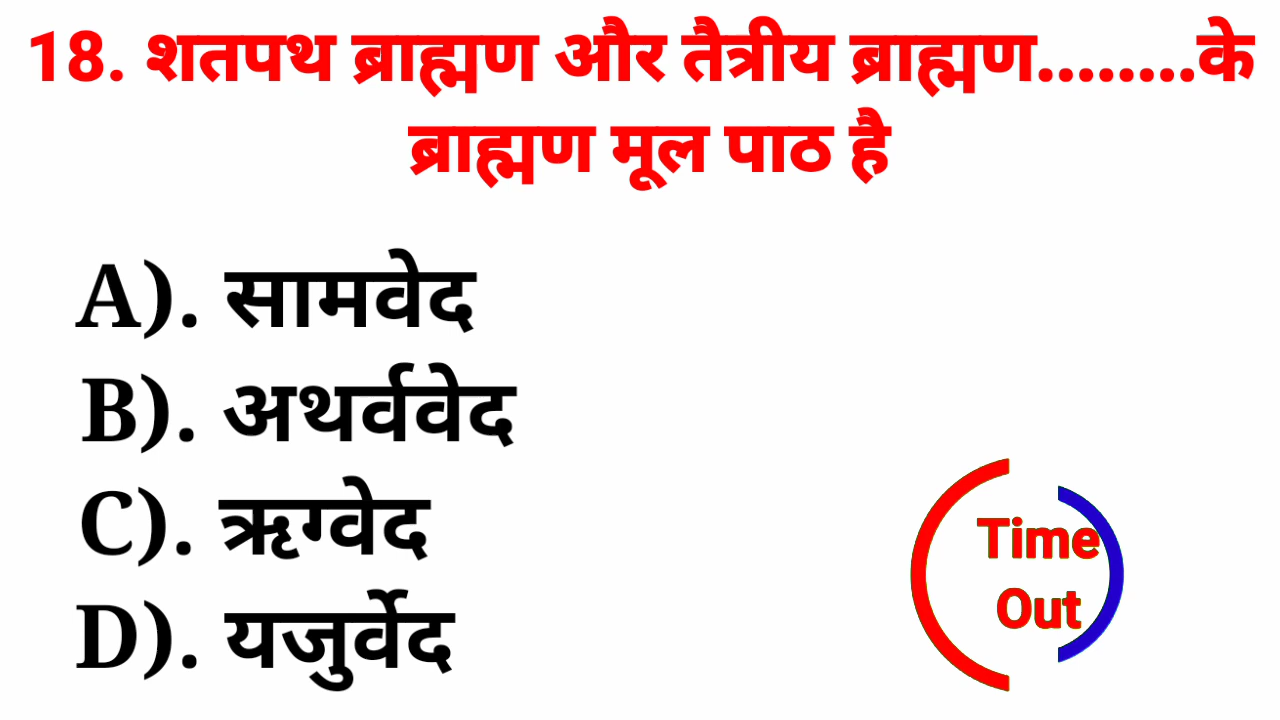 18. शतपथ ब्राह्मण और तैत्रीय ब्राह्मण........के
ब्राह्मण मूल पाठ है
A). सामवेद
B). अथर्ववेद
C). ऋग्वेद
D). यजुर्वेद
Time
Out